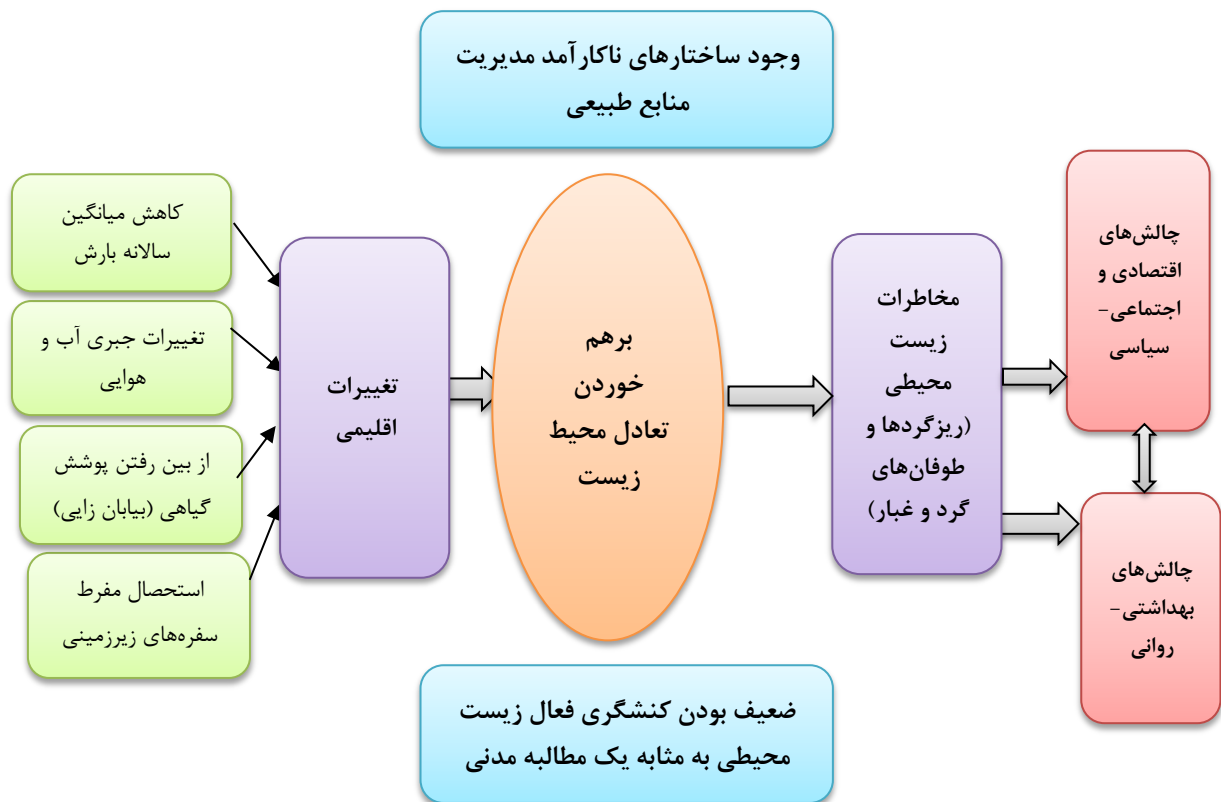 وجود ساختارهای ناکارآمد مدیریت
منابع طبیعی
کاهش میانگین
سالانه بارش
تغییرات جبری آب و
هوایی
از بین رفتن پوشش
گیاهی (بیابان زایی)
استحصال مفرط
سفره‌های زیرزمینی
تغییرات
اقلیمی
برهم
خوردن
تعادل محیط
زیست
مخاطرات
زیست
محیطی
(ریزگردها و
طوفان‌های
گرد و غبار)
چالش‌های
اقتصادی و
اجتماعی-
سیاسی
چالش‌های
بهداشتی-
روانی
ضعیف بودن کنشگری فعال زیست
محیطی به مثابه یک مطالبه مدنی